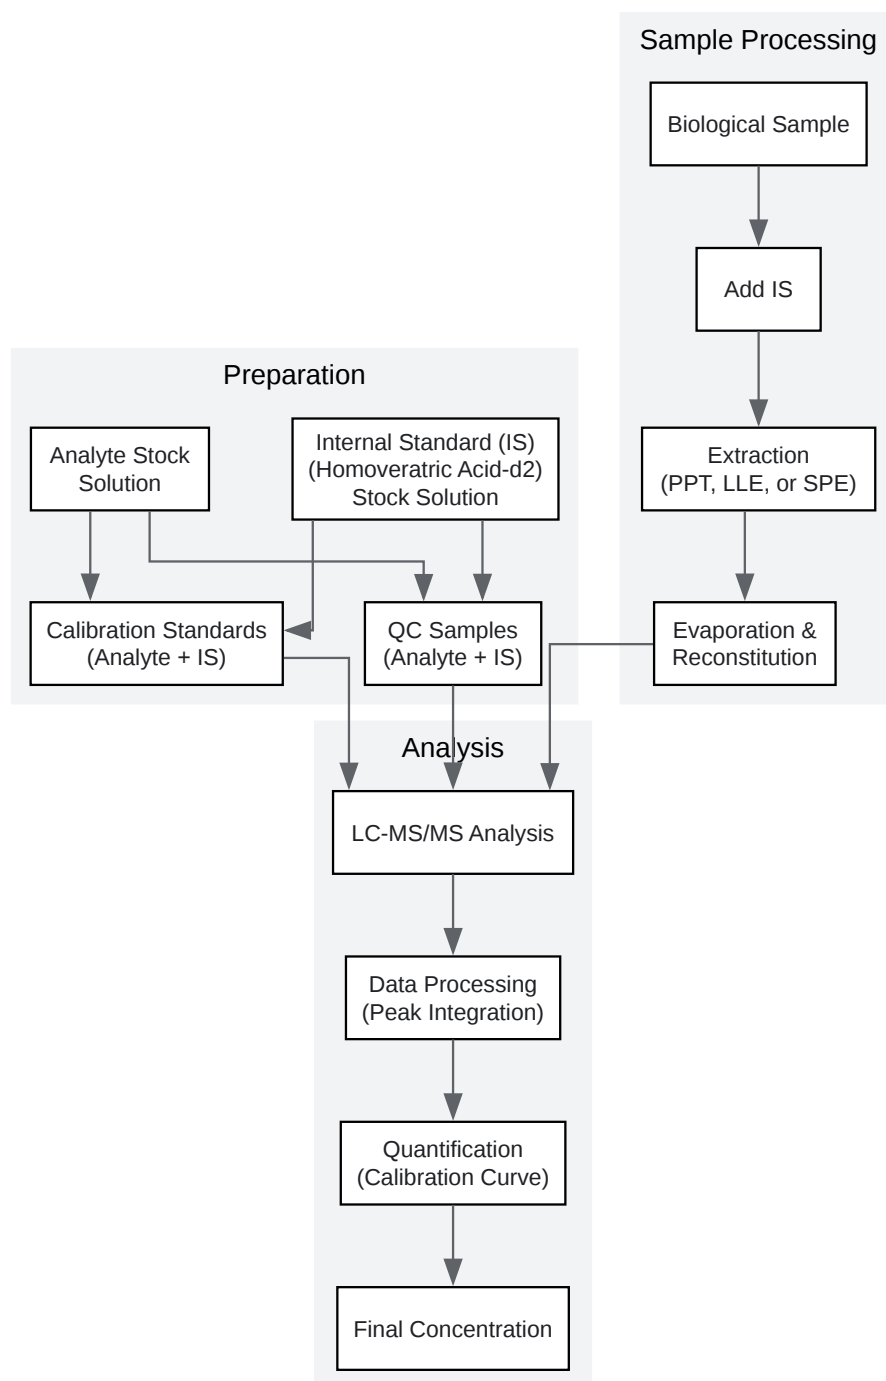 Sample Processing
Biological Sample
Add IS
Extraction
(PPT, LLE, or SPE)
Evaporation &
Reconstitution
Preparation
Analyte Stock
Solution
Internal Standard (IS)
(Homoveratric Acid-d2)
Stock Solution
Calibration Standards
(Analyte + IS)
QC Samples
(Analyte + IS)
Analysis
LC-MS/MS Analysis
Data Processing
(Peak Integration)
Quantification
(Calibration Curve)
Final Concentration